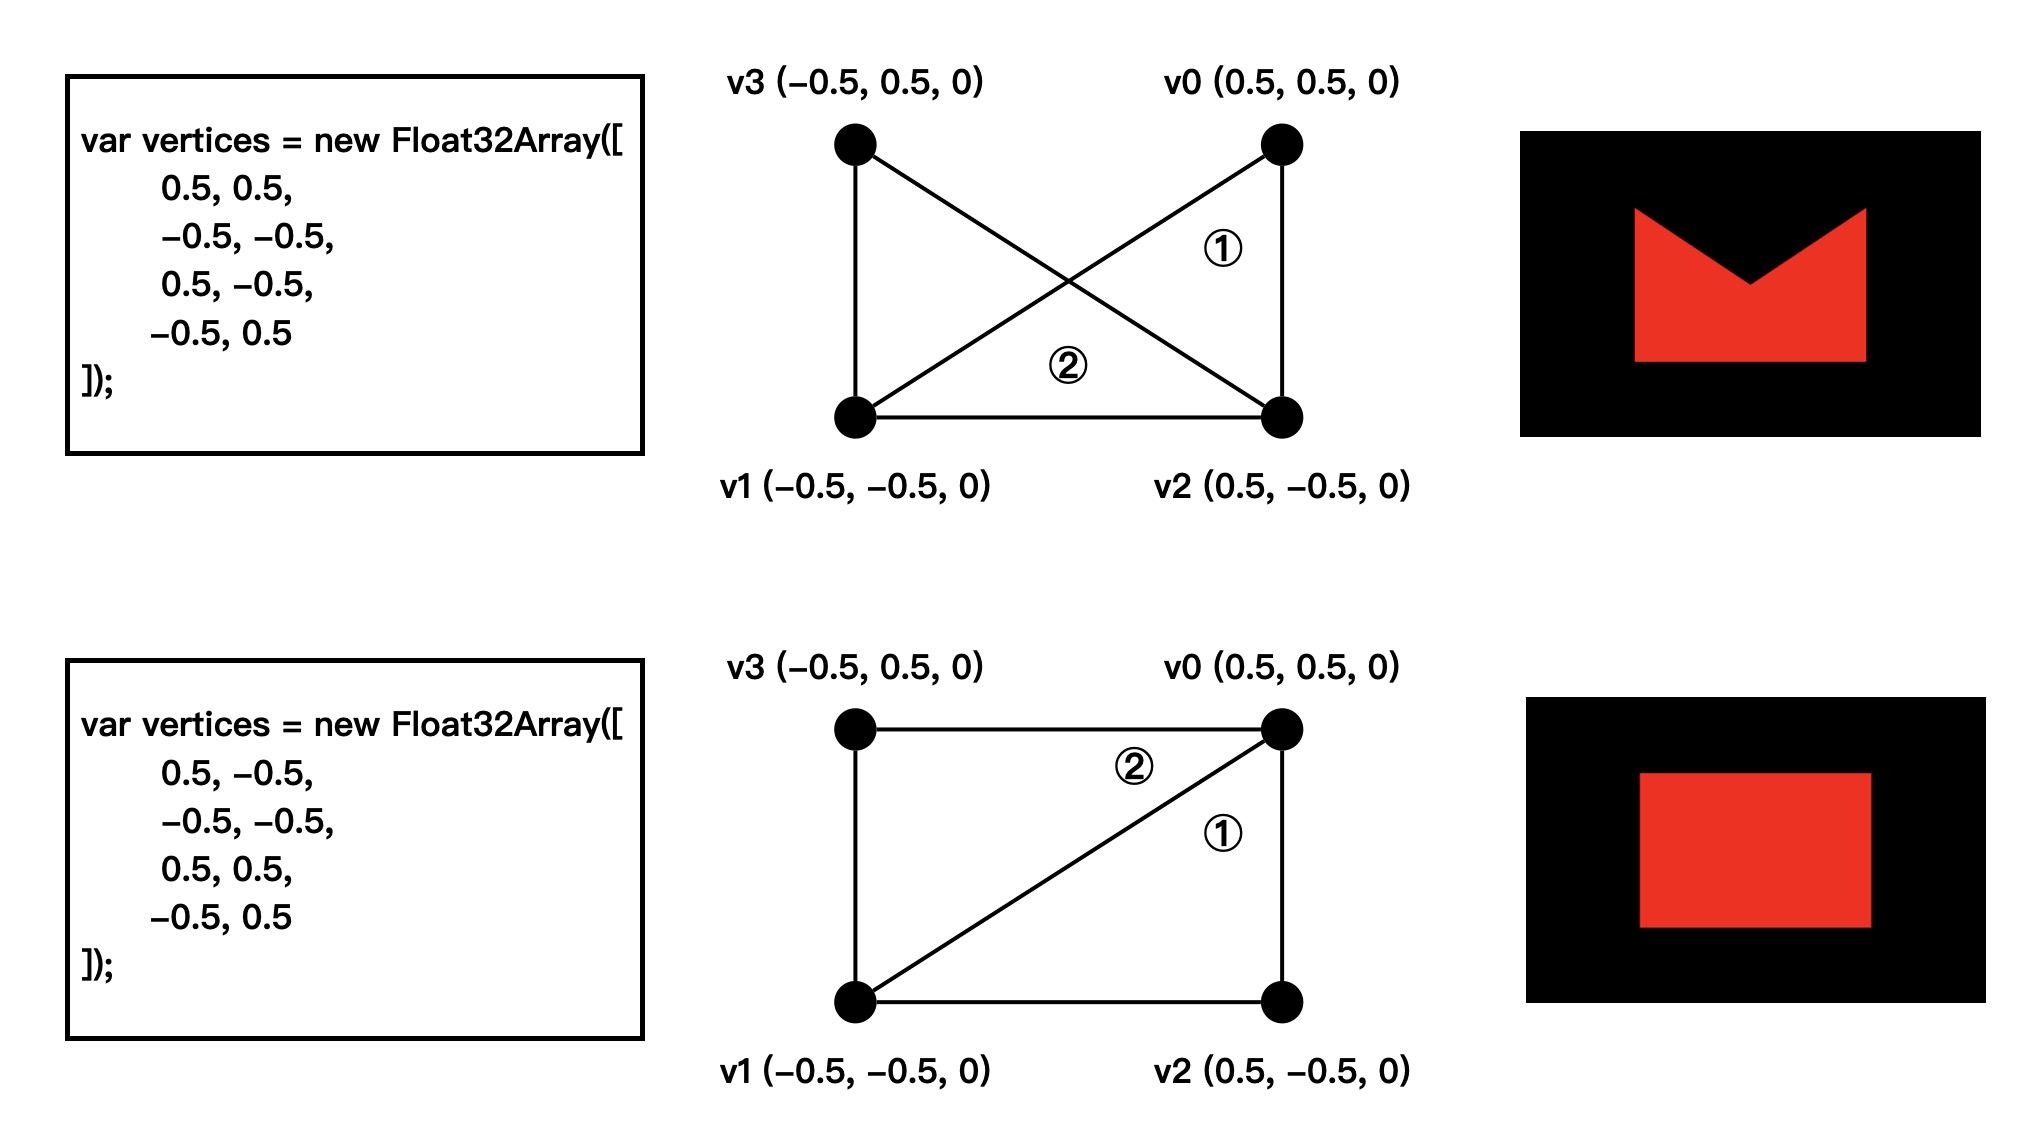 var vertices = new Float32Array([
0.5, 0.5,
–0.5, –0.5,
0.5, –0.5,
–0.5, 0.5
]);
v3 (–0.5, 0.5, 0)
v0 (0.5, 0.5, 0)
①
②
v1 (–0.5, –0.5, 0)
v2 (0.5, –0.5, 0)
var vertices = new Float32Array([
0.5, –0.5,
–0.5, –0.5,
0.5, 0.5,
–0.5, 0.5
]);
v3 (–0.5, 0.5, 0)
v0 (0.5, 0.5, 0)
②
①
v1 (–0.5, –0.5, 0)
v2 (0.5, –0.5, 0)